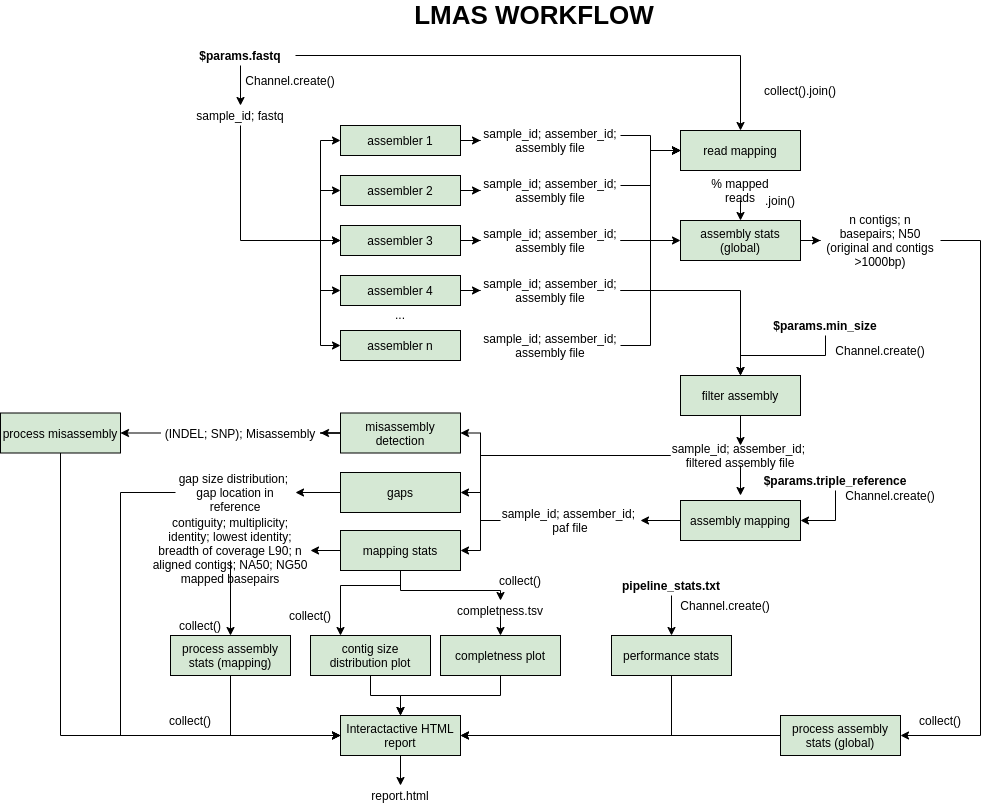 LMAS WORKFLOW
$params.fastq
Channel.create()
collect().join()
sample_id; fastq
assembler 1
sample_id; assember_id;
assembly file
read mapping
assembler 2
sample_id; assember_id;
assembly file
% mapped
reads
.join()
assembler 3
sample_id; assember_id;
assembly file
assembly stats
(global)
n contigs; n
basepairs; N50
(original and contigs
>1000bp)
assembler 4
sample_id; assember_id;
assembly file
...
assembler n
sample_id; assember_id;
assembly file
$params.min_size
Channel.create()
filter assembly
process misassembly
(INDEL; SNP); Misassembly
misassembly
detection
sample_id; assember_id;
filtered assembly file
$params.triple_reference
Channel.create()
gap size distribution;
gap location in
reference
gaps
sample_id; assember_id;
paf file
assembly mapping
contiguity; multiplicity;
identity; lowest identity;
breadth of coverage L90; n
aligned contigs; NA50; NG50
mapped basepairs
mapping stats
collect()
completness.tsv
pipeline_stats.txt
Channel.create()
collect()
collect()
process assembly
stats (mapping)
contig size
distribution plot
completness plot
performance stats
collect()
Interactactive HTML
report
process assembly
stats (global)
collect()
report.html